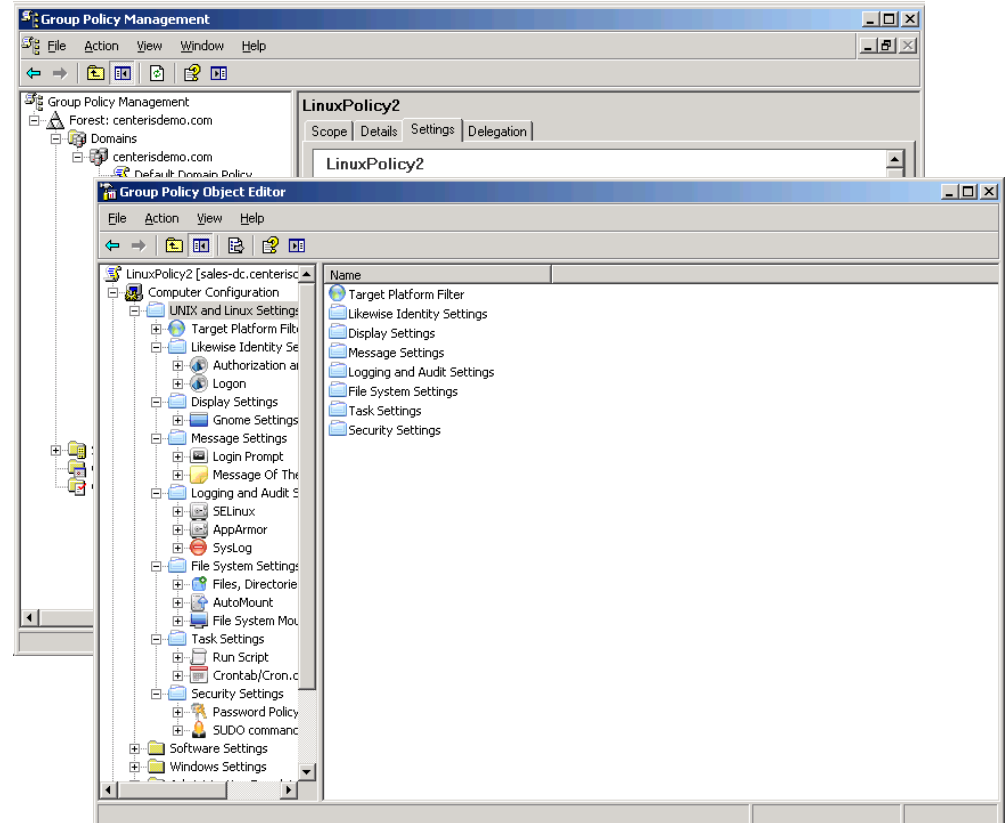 Group Policy Management
File Action View Window Help
Group Policy Management
Forest: centerisdemo.com
Domains
centerisdemo.com
Default Domain Policy
LinuxPolicy2
Scope Details Settings Delegation
LinuxPolicy2
Group Policy Object Editor
File Action View Help
LinuxPolicy2 [sales-dc.centerisc
Computer Configuration
UNIX and Linux Settings
Target Platform Filt
Likewise Identity Se
Authorization a
Logon
Display Settings
Gnome Settings
Message Settings
Login Prompt
Message Of The
Logging and Audit S
SELinux
AppArmor
SysLog
File System Settings
Files, Directorie
AutoMount
File System Mou
Task Settings
Run Script
Crontab/Cron.c
Security Settings
Password Policy
SUDO commanc
Software Settings
Windows Settings
Name
Target Platform Filter
Likewise Identity Settings
Display Settings
Message Settings
Logging and Audit Settings
File System Settings
Task Settings
Security Settings